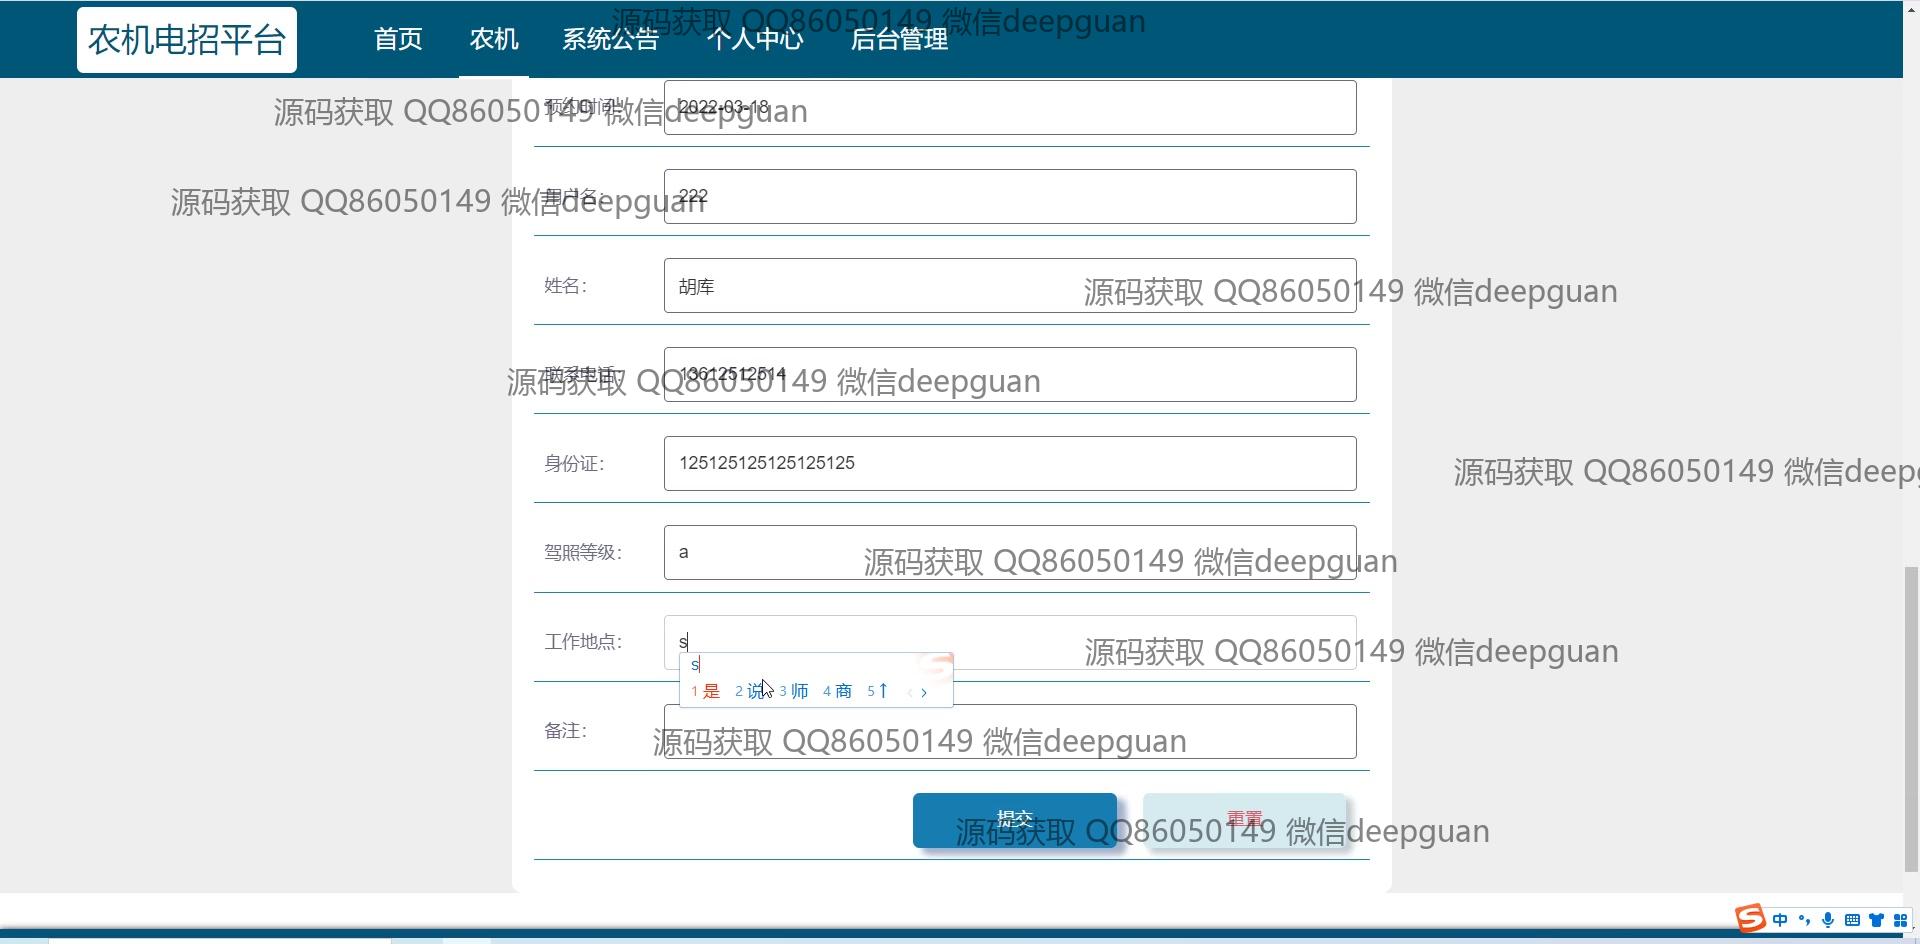 农机电招平台 首页 农机 系统公告 个人中心 后台管理
源码获取 QQ86050149 微信deepguan
预约时间: 2022-03-18
源码获取 QQ86050149 微信deepguan
用户名: 222
源码获取 QQ86050149 微信deepguan
姓名: 胡库
源码获取 QQ86050149 微信deepguan
联系电话: 13612512514
源码获取 QQ86050149 微信deepguan
身份证: 125125125125125125
源码获取 QQ86050149 微信deep
驾照等级: a
源码获取 QQ86050149 微信deepguan
工作地点: s
源码获取 QQ86050149 微信deepguan
s
1 是 2 说 3 师 4 商 5 ↑
备注:
源码获取 QQ86050149 微信deepguan
提交 重置
源码获取 QQ86050149 微信deepguan
中